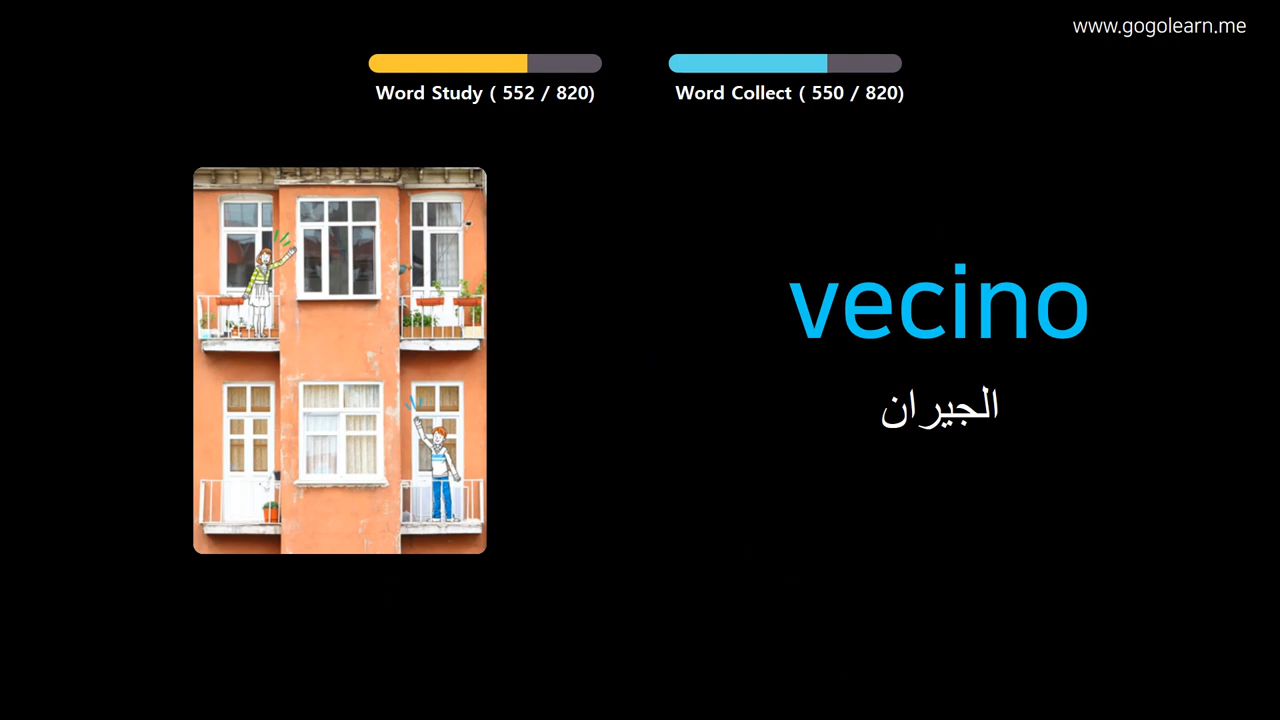 www.gogolearn.me
Word Study ( 552 / 820)
Word Collect ( 550 / 820)
vecino
الجيران